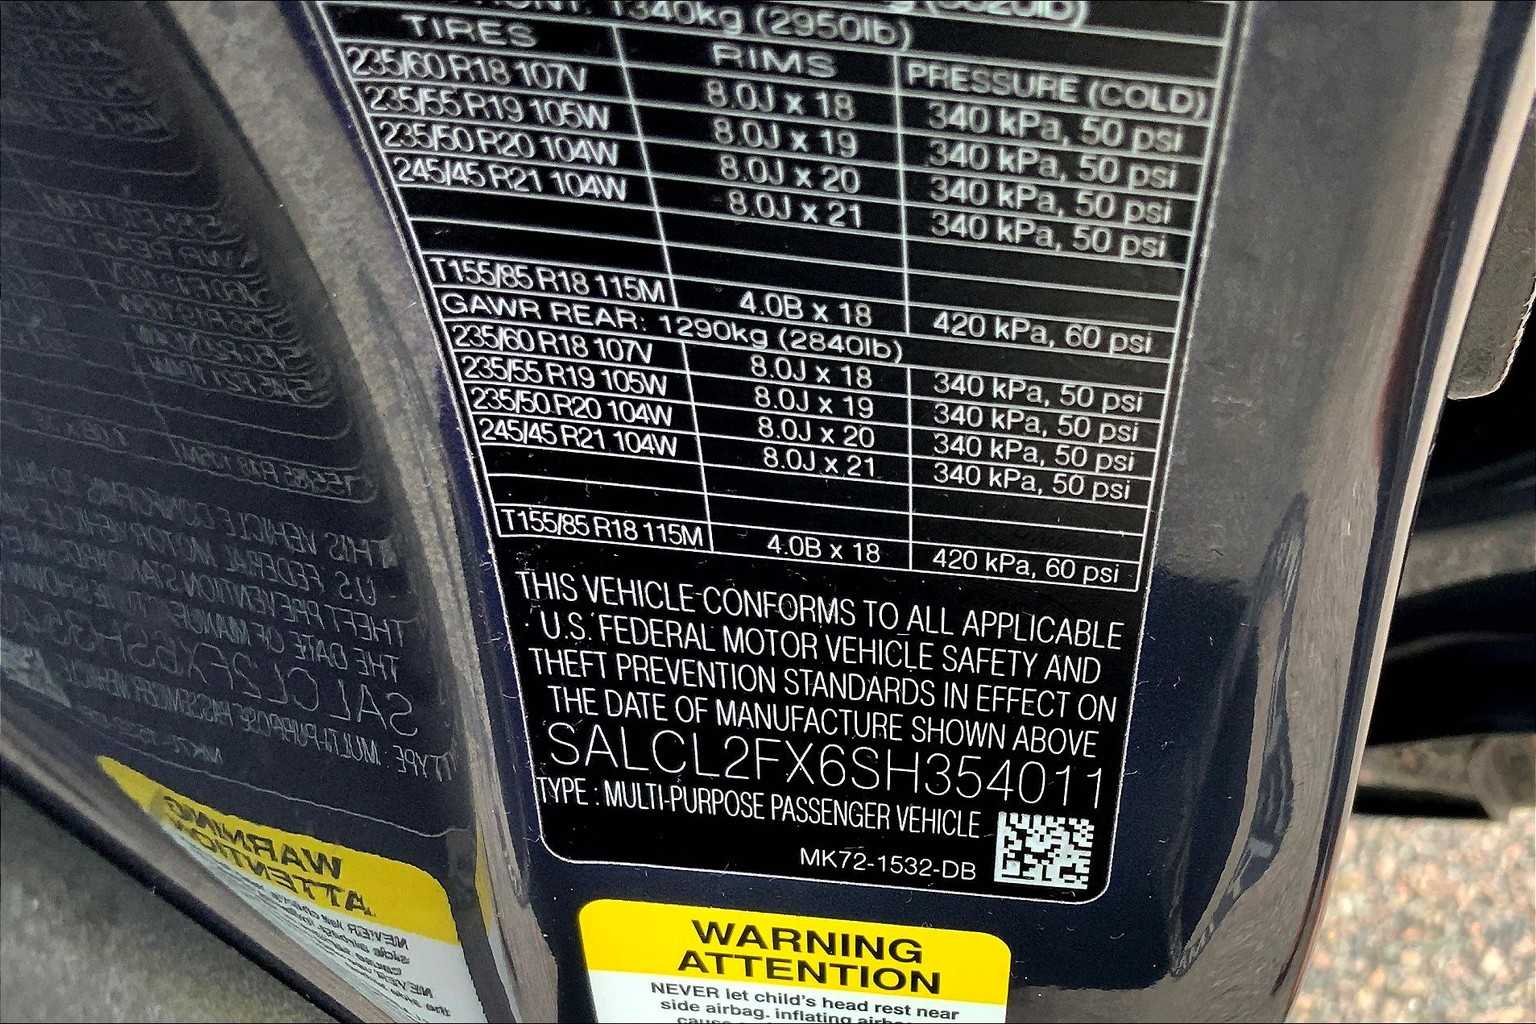 FRONT: 1340kg (2950lb)
TIRES RIMS PRESSURE (COLD)
235/60 R18 107V 8.0J x 18 340 kPa, 50 psi
235/55 R19 105W 8.0J x 19 340 kPa, 50 psi
235/50 R20 104W 8.0J x 20 340 kPa, 50 psi
245/45 R21 104W 8.0J x 21 340 kPa, 50 psi
T155/85 R18 115M 4.0B x 18 420 kPa, 60 psi
GAWR REAR: 1290kg (2840lb)
235/60 R18 107V 8.0J x 18 340 kPa, 50 psi
235/55 R19 105W 8.0J x 19 340 kPa, 50 psi
235/50 R20 104W 8.0J x 20 340 kPa, 50 psi
245/45 R21 104W 8.0J x 21 340 kPa, 50 psi
T155/85 R18 115M 4.0B x 18 420 kPa, 60 psi
THIS VEHICLE CONFORMS TO ALL APPLICABLE
U.S. FEDERAL MOTOR VEHICLE SAFETY AND
THEFT PREVENTION STANDARDS IN EFFECT ON
THE DATE OF MANUFACTURE SHOWN ABOVE
SALCL2FX6SH354011
TYPE : MULTI-PURPOSE PASSENGER VEHICLE
MK72-1532-DB
WARNING
ATTENTION
NEVER let child's head rest near
side airbag. inflating